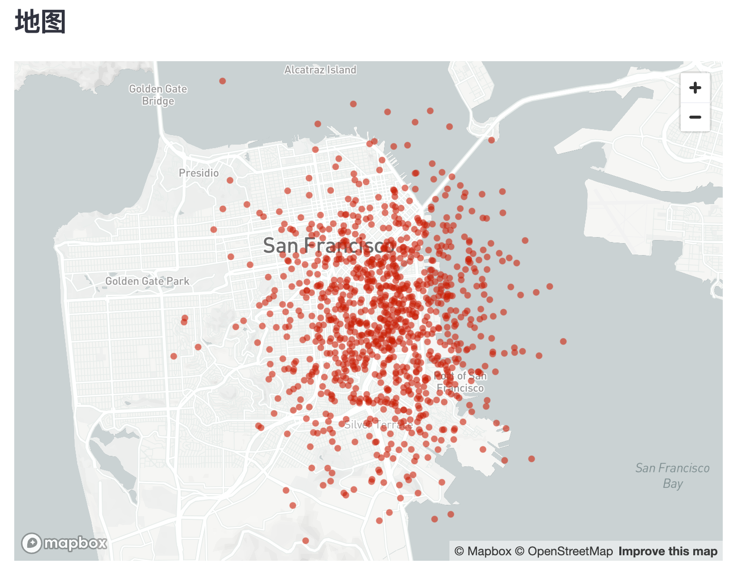 地图
Alcatraz Island
Golden Gate
Bridge
Presidio
San Francisco
Golden Gate Park
Port of San
Francisco
Silver Terrace
San Francisco
Bay
mapbox
© Mapbox © OpenStreetMap Improve this map